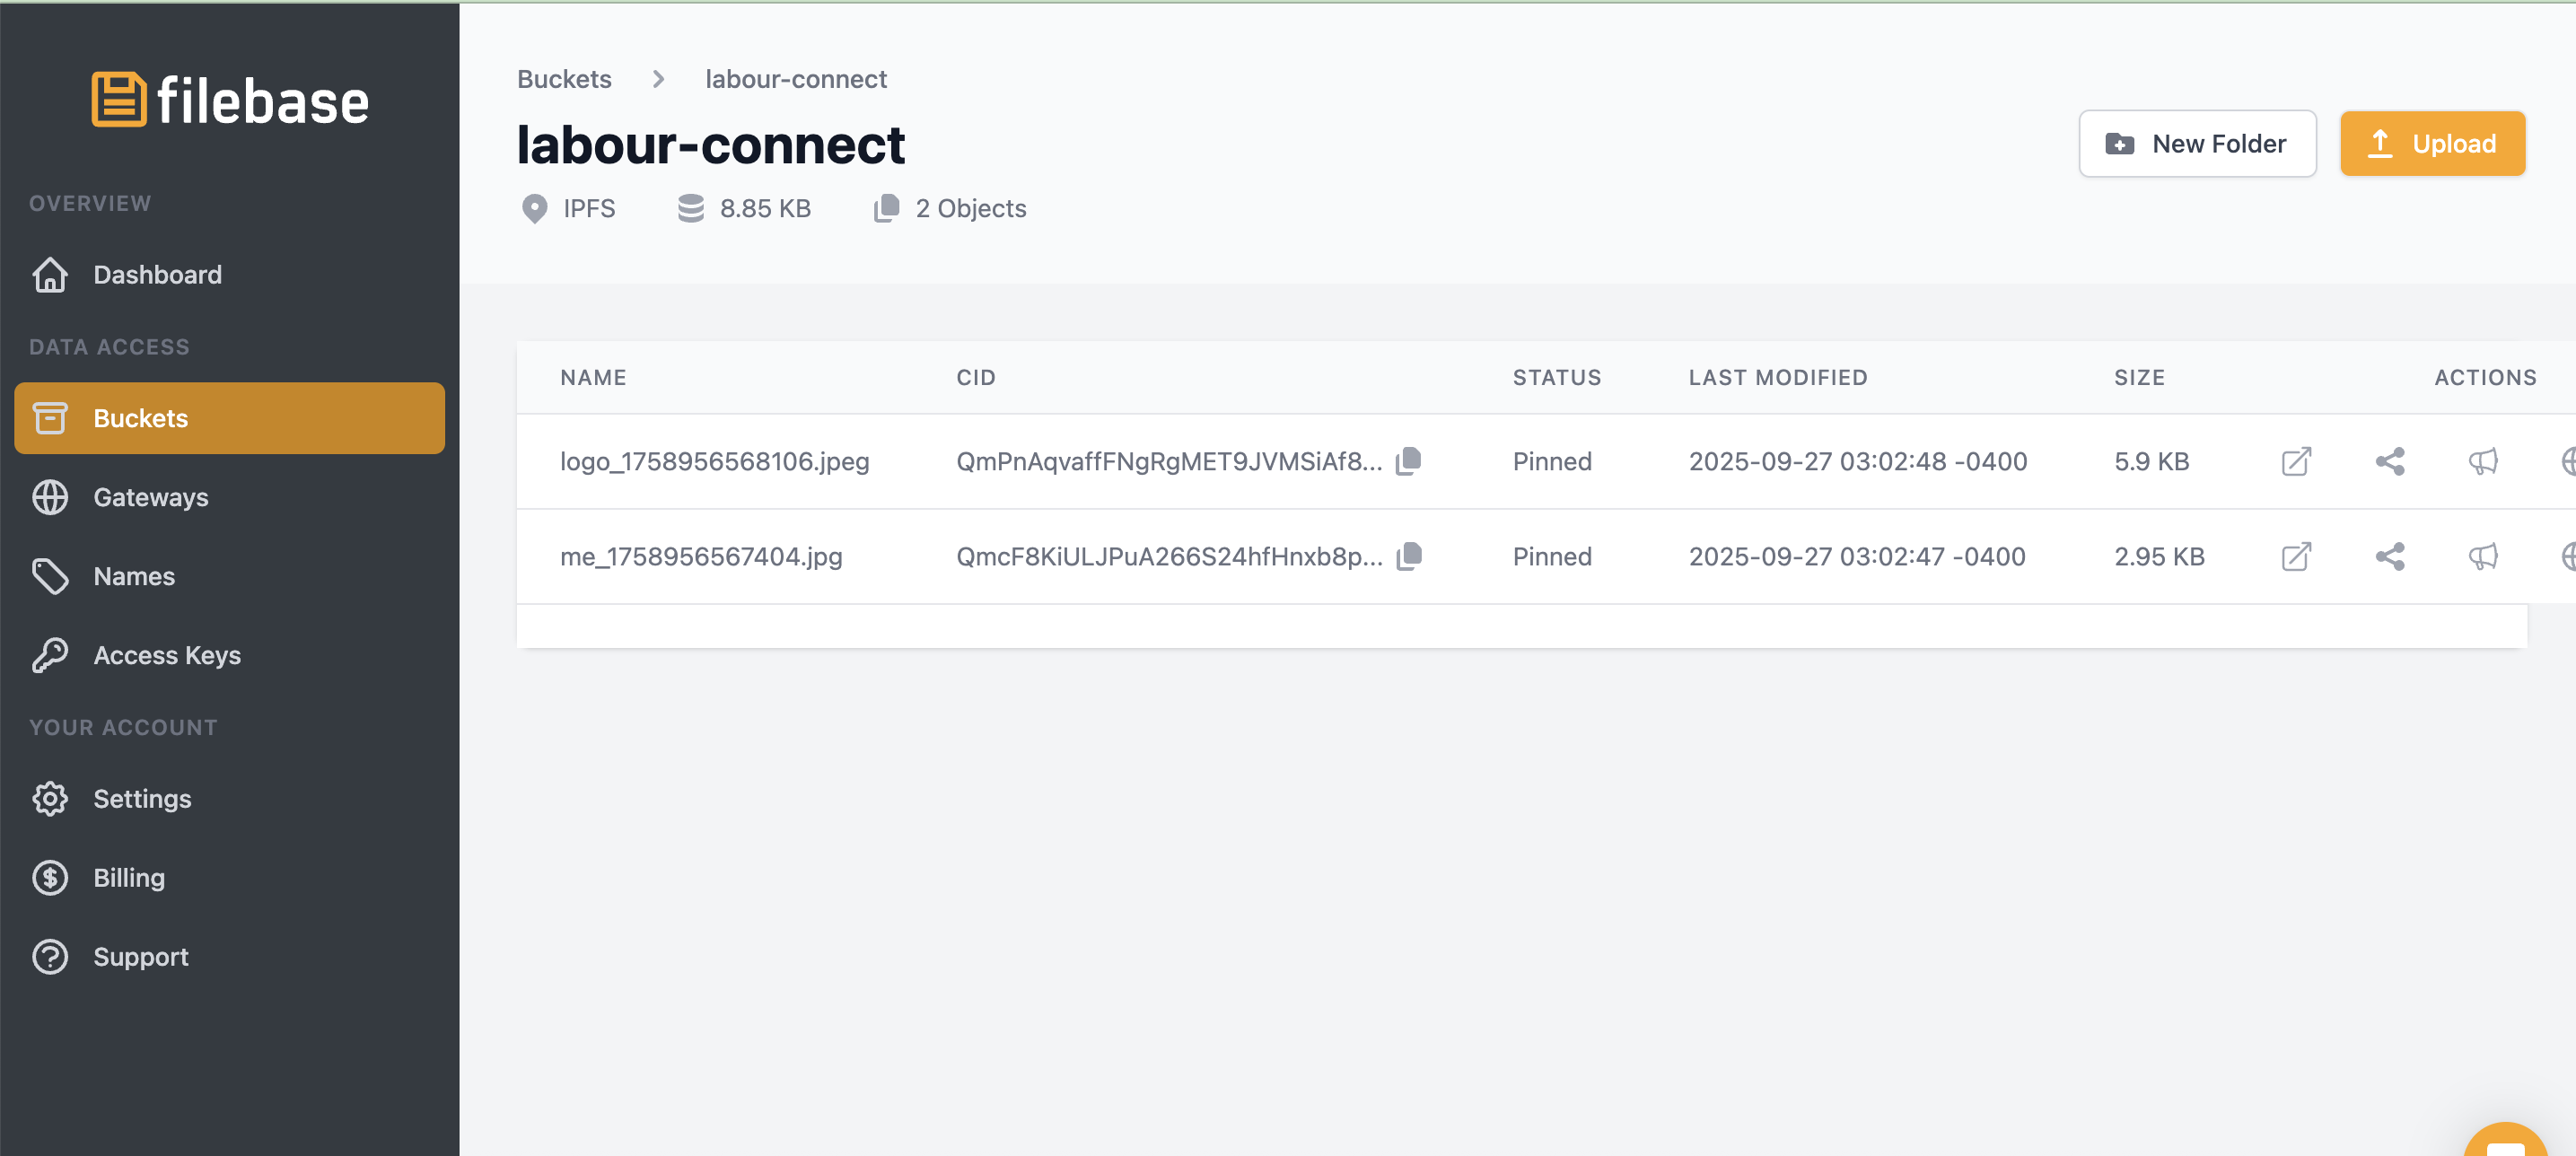 filebase
OVERVIEW
Dashboard
DATA ACCESS
Buckets
Gateways
Names
Access Keys
YOUR ACCOUNT
Settings
Billing
Support
Buckets > labour-connect
labour-connect
IPFS 8.85 KB 2 Objects
New Folder Upload
NAME CID STATUS LAST MODIFIED SIZE ACTIONS
logo_1758956568106.jpeg QmPnAqvaffFNgRgMET9JVMSiAf8... Pinned 2025-09-27 03:02:48 -0400 5.9 KB
me_1758956567404.jpg QmcF8KiULJPuA266S24hfHnxb8p... Pinned 2025-09-27 03:02:47 -0400 2.95 KB